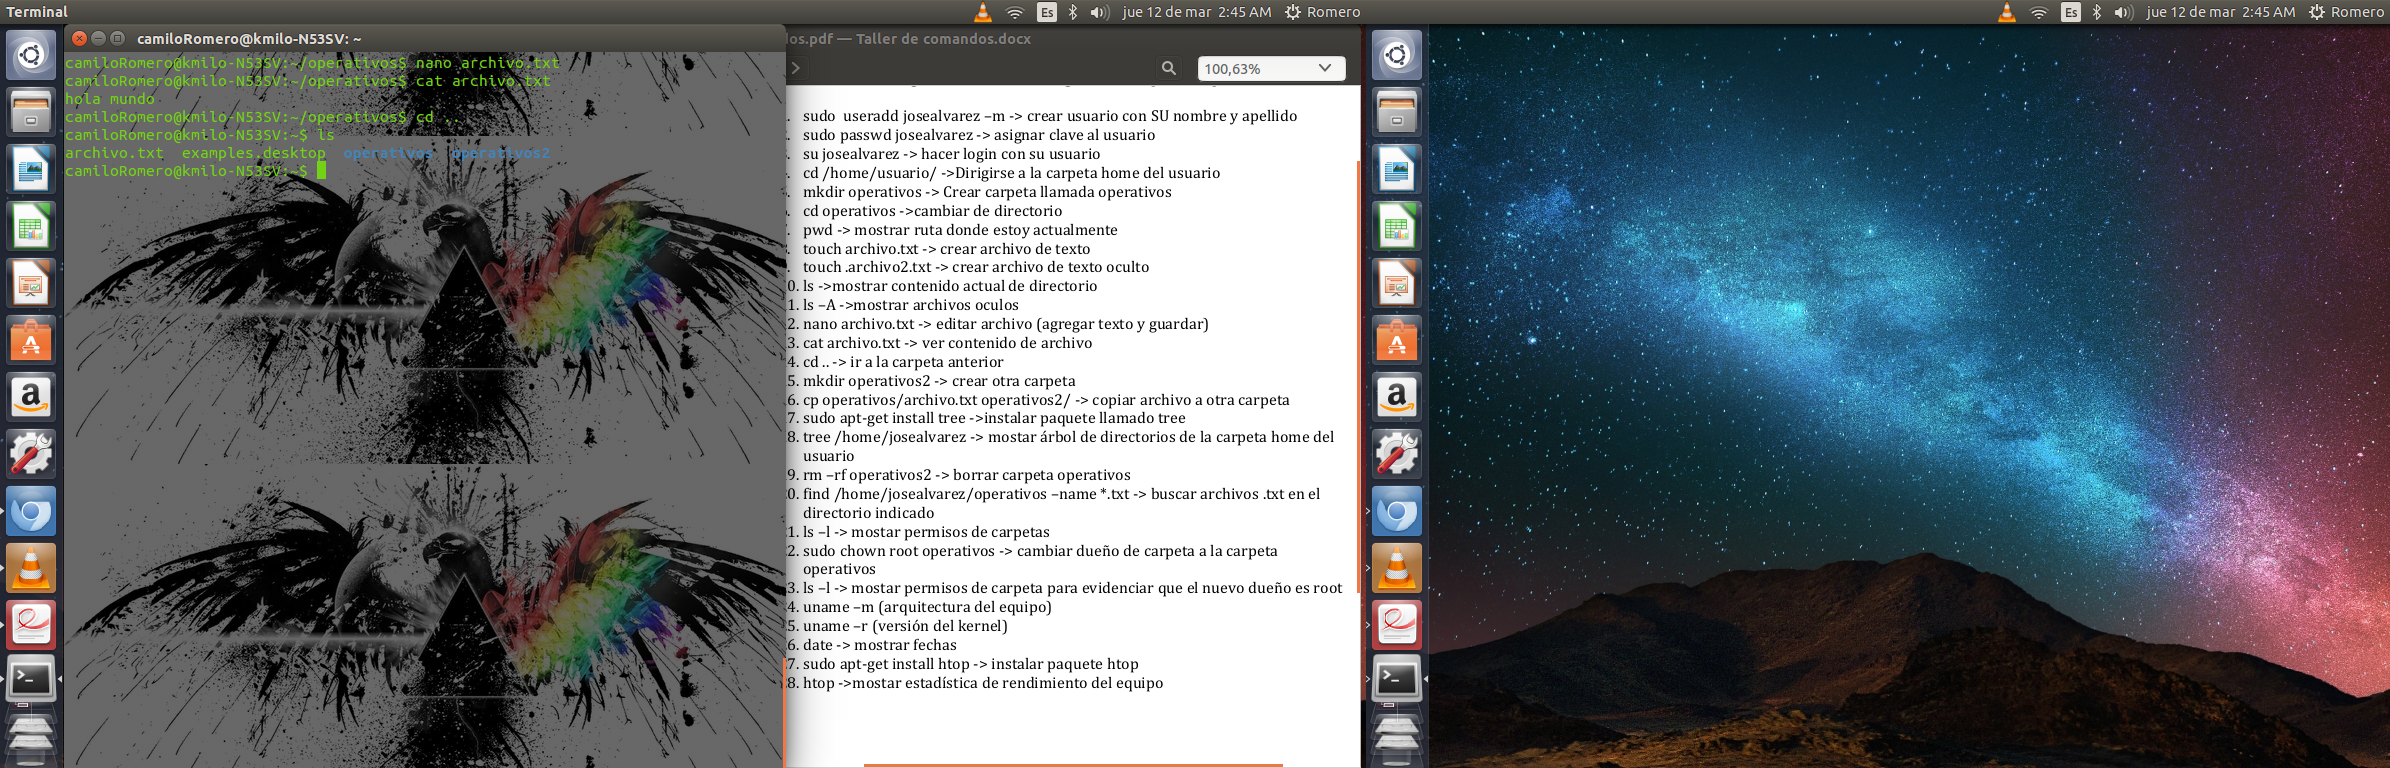 Terminal
Es
jue 12 de mar 2:45 AM
Romero
Es
jue 12 de mar 2:45 AM
Romero
camiloRomero@kmilo-N53SV: ~
camiloRomero@kmilo-N53SV:~/operativos$ nano archivo.txt
camiloRomero@kmilo-N53SV:~/operativos$ cat archivo.txt
hola mundo
camiloRomero@kmilo-N53SV:~/operativos$ cd ..
camiloRomero@kmilo-N53SV:~$ ls
archivo.txt examples.desktop operativos operativos2
camiloRomero@kmilo-N53SV:~$
los.pdf — Taller de comandos.docx
100,63%
. sudo useradd josealvarez –m -> crear usuario con SU nombre y apellido
. sudo passwd josealvarez -> asignar clave al usuario
. su josealvarez -> hacer login con su usuario
. cd /home/usuario/ ->Dirigirse a la carpeta home del usuario
mkdir operativos -> Crear carpeta llamada operativos
. cd operativos ->cambiar de directorio
. pwd -> mostrar ruta donde estoy actualmente
. touch archivo.txt -> crear archivo de texto
. touch .archivo2.txt -> crear archivo de texto oculto
0. ls ->mostrar contenido actual de directorio
1. ls –A ->mostrar archivos oculos
2. nano archivo.txt -> editar archivo (agregar texto y guardar)
3. cat archivo.txt -> ver contenido de archivo
4. cd .. -> ir a la carpeta anterior
5. mkdir operativos2 -> crear otra carpeta
6. cp operativos/archivo.txt operativos2/ -> copiar archivo a otra carpeta
7. sudo apt-get install tree ->instalar paquete llamado tree
8. tree /home/josealvarez -> mostar árbol de directorios de la carpeta home del
usuario
9. rm –rf operativos2 -> borrar carpeta operativos
0. find /home/josealvarez/operativos –name *.txt -> buscar archivos .txt en el
directorio indicado
1. ls –l -> mostar permisos de carpetas
2. sudo chown root operativos -> cambiar dueño de carpeta a la carpeta
operativos
3. ls –l -> mostar permisos de carpeta para evidenciar que el nuevo dueño es root
4. uname –m (arquitectura del equipo)
5. uname –r (versión del kernel)
6. date -> mostrar fechas
7. sudo apt-get install htop -> instalar paquete htop
8. htop ->mostar estadística de rendimiento del equipo